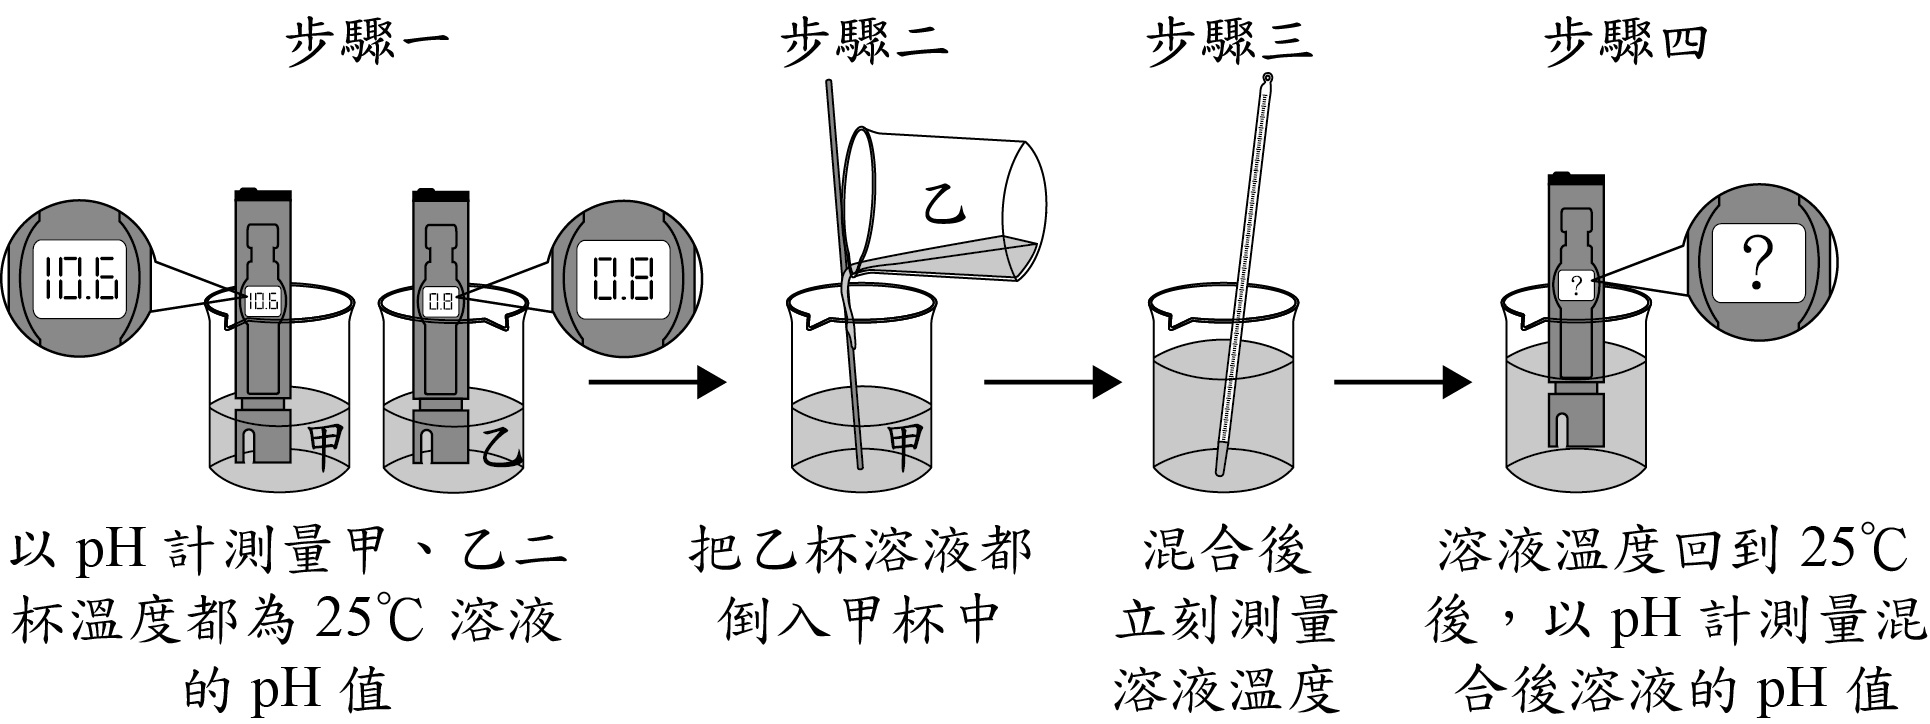 步驟一
步驟二
步驟三
步驟四
10.6
10.6
0.8
0.8
甲
乙
乙
甲
?
?
以 pH 計測量甲、乙二
杯溫度都為 25℃ 溶液
的 pH 值
把乙杯溶液都
倒入甲杯中
混合後
立刻測量
溶液溫度
溶液溫度回到 25℃
後，以 pH 計測量混
合後溶液的 pH 值